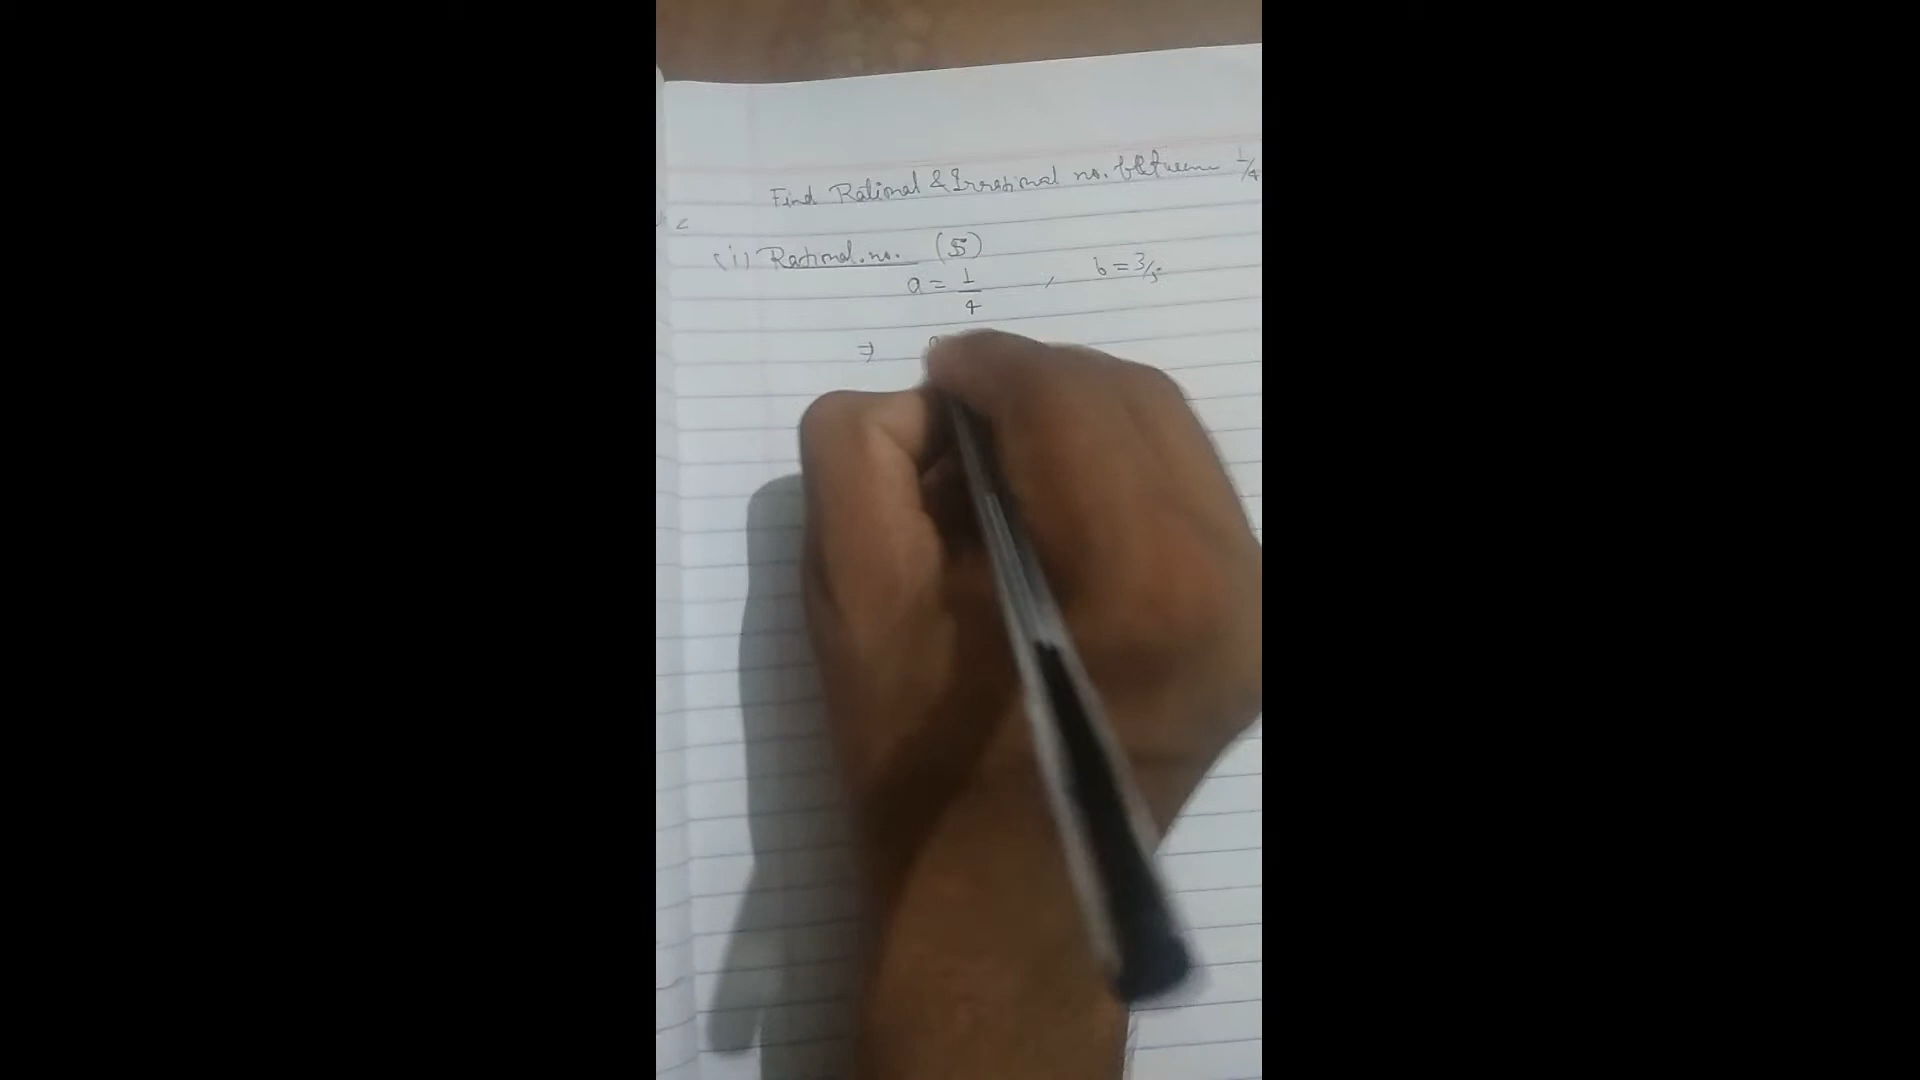 Find Rational & Irrational no. between 1/4
(i) Rational no. (5)
a = 1/4 , b = 3/5
⇒